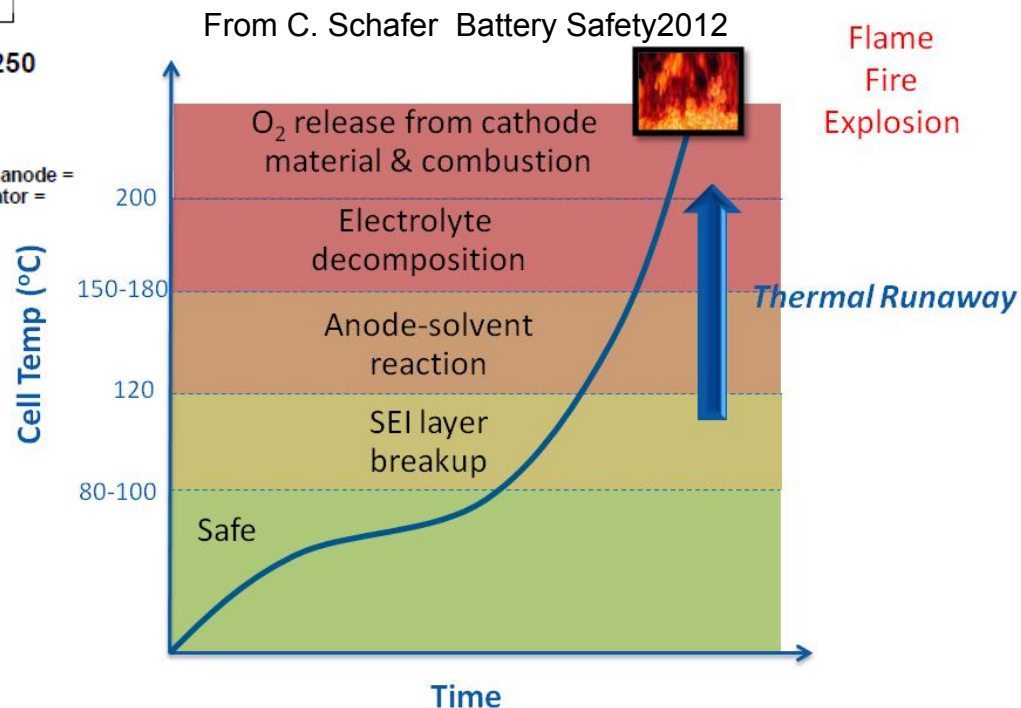 From C. Schafer Battery Safety2012
250
anode =
ator =
Flame
Fire
Explosion
O₂ release from cathode
material & combustion
200
Electrolyte
decomposition
150-180
Thermal Runaway
Anode-solvent
reaction
120
SEI layer
breakup
80-100
Safe
Cell Temp (°C)
Time